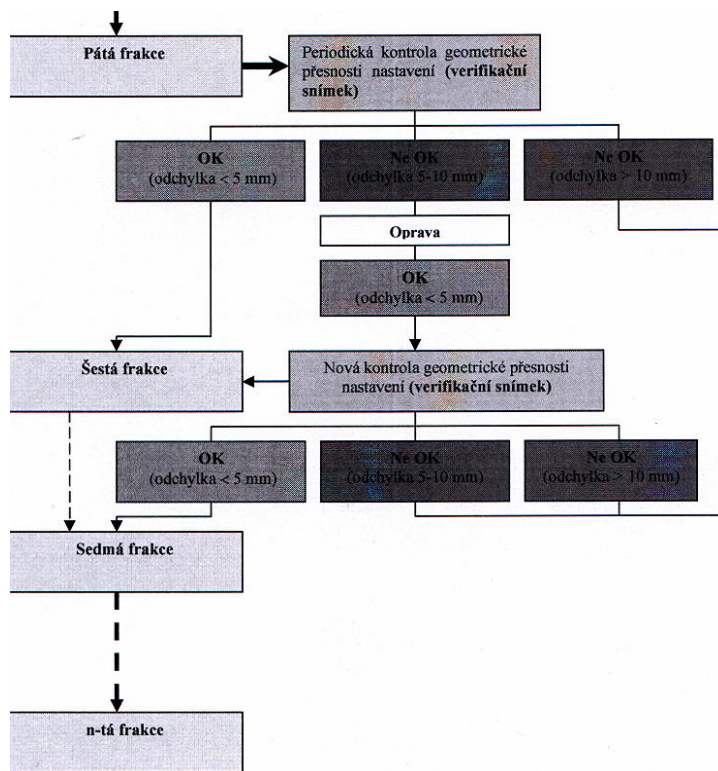 Pátá frakce
Periodická kontrola geometrické
přesnosti nastavení (verifikační
snímek)
OK
(odchylka < 5 mm)
Ne OK
(odchylka 5-10 mm)
Ne OK
(odchylka > 10 mm)
Oprava
OK
(odchylka < 5 mm)
Šestá frakce
Nová kontrola geometrické přesnosti
nastavení (verifikační snímek)
OK
(odchylka < 5 mm)
Ne OK
(odchylka 5-10 mm)
Ne OK
(odchylka > 10 mm)
Sedmá frakce
n-tá frakce